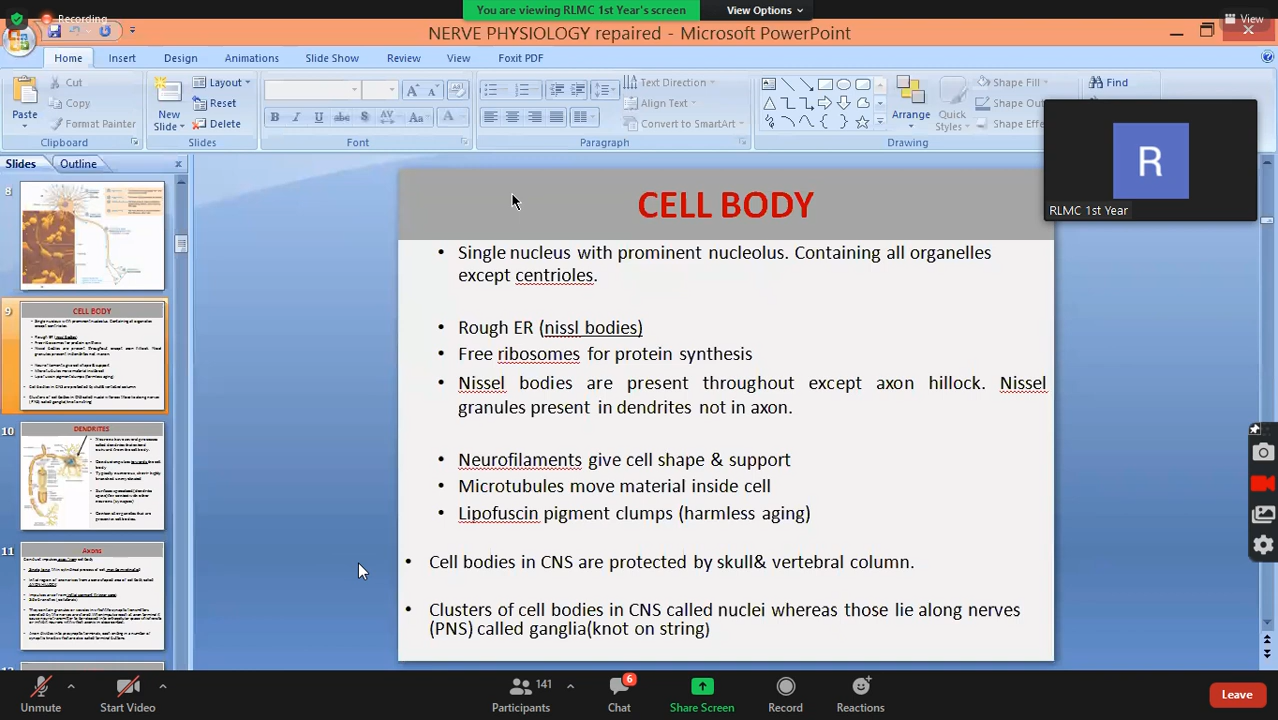 Recording
You are viewing RLMC 1st Year's screen
View Options
View
NERVE PHYSIOLOGY repaired - Microsoft PowerPoint
Home Insert Design Animations Slide Show Review View Foxit PDF
Cut Layout Text Direction Shape Fill Find
Copy Reset Align Text Shape Out
Paste Format Painter New Slide Delete Convert to SmartArt Arrange Quick Styles Shape Effe
Clipboard Slides Font Paragraph Drawing
Slides Outline
R
RLMC 1st Year
8
9
CELL BODY
10
DENDRITES
11
Axons
CELL BODY
• Single nucleus with prominent nucleolus. Containing all organelles
except centrioles.
• Rough ER (nissl bodies)
• Free ribosomes for protein synthesis
• Nissel bodies are present throughout except axon hillock. Nissel
granules present in dendrites not in axon.
• Neurofilaments give cell shape & support
• Microtubules move material inside cell
• Lipofuscin pigment clumps (harmless aging)
• Cell bodies in CNS are protected by skull& vertebral column.
• Clusters of cell bodies in CNS called nuclei whereas those lie along nerves
(PNS) called ganglia(knot on string)
Unmute Start Video 141 Participants 6 Chat Share Screen Record Reactions Leave